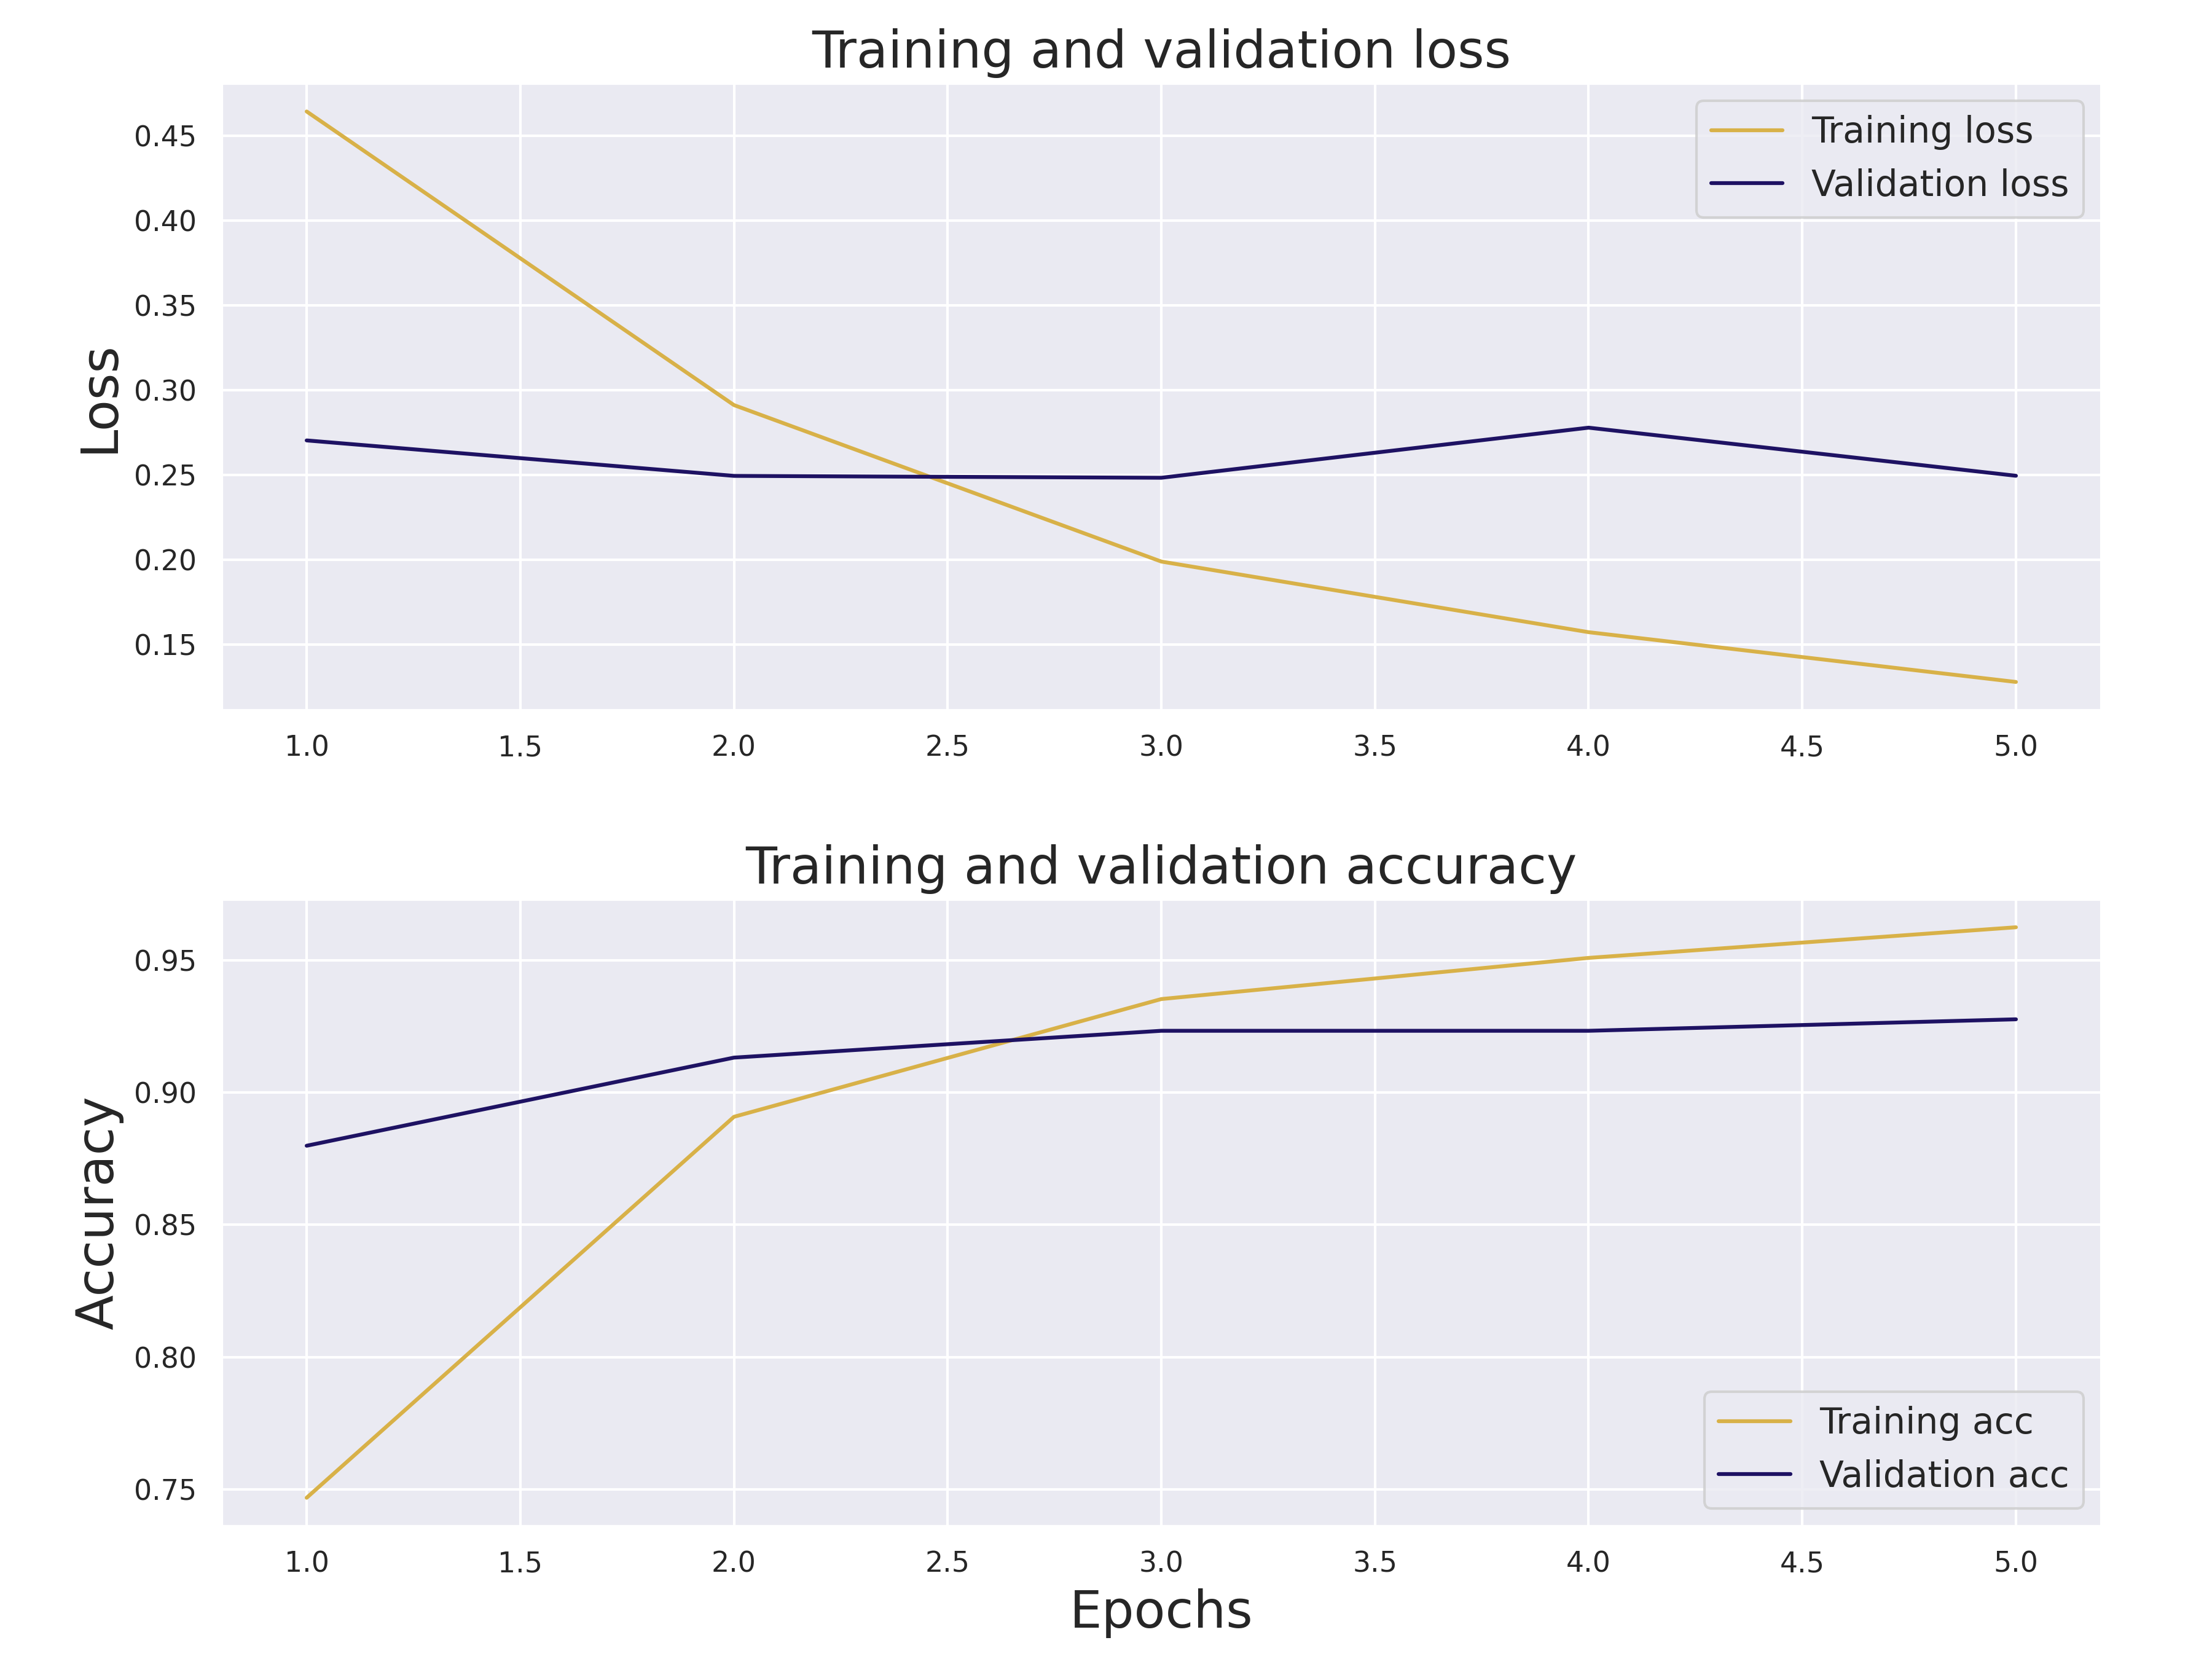 Training and validation loss
0.45
0.40
0.35
0.30
0.25
0.20
0.15
Loss
Training loss
Validation loss
1.0 1.5 2.0 2.5 3.0 3.5 4.0 4.5 5.0
Training and validation accuracy
0.95
0.90
0.85
0.80
0.75
Accuracy
Training acc
Validation acc
1.0 1.5 2.0 2.5 3.0 3.5 4.0 4.5 5.0
Epochs